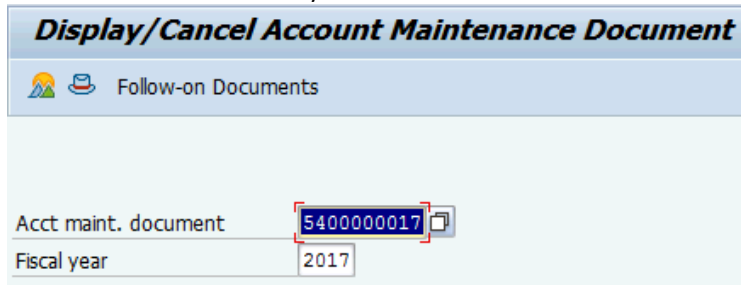 Display/Cancel Account Maintenance Document
Follow-on Documents
Acct maint. document 5400000017
Fiscal year 2017